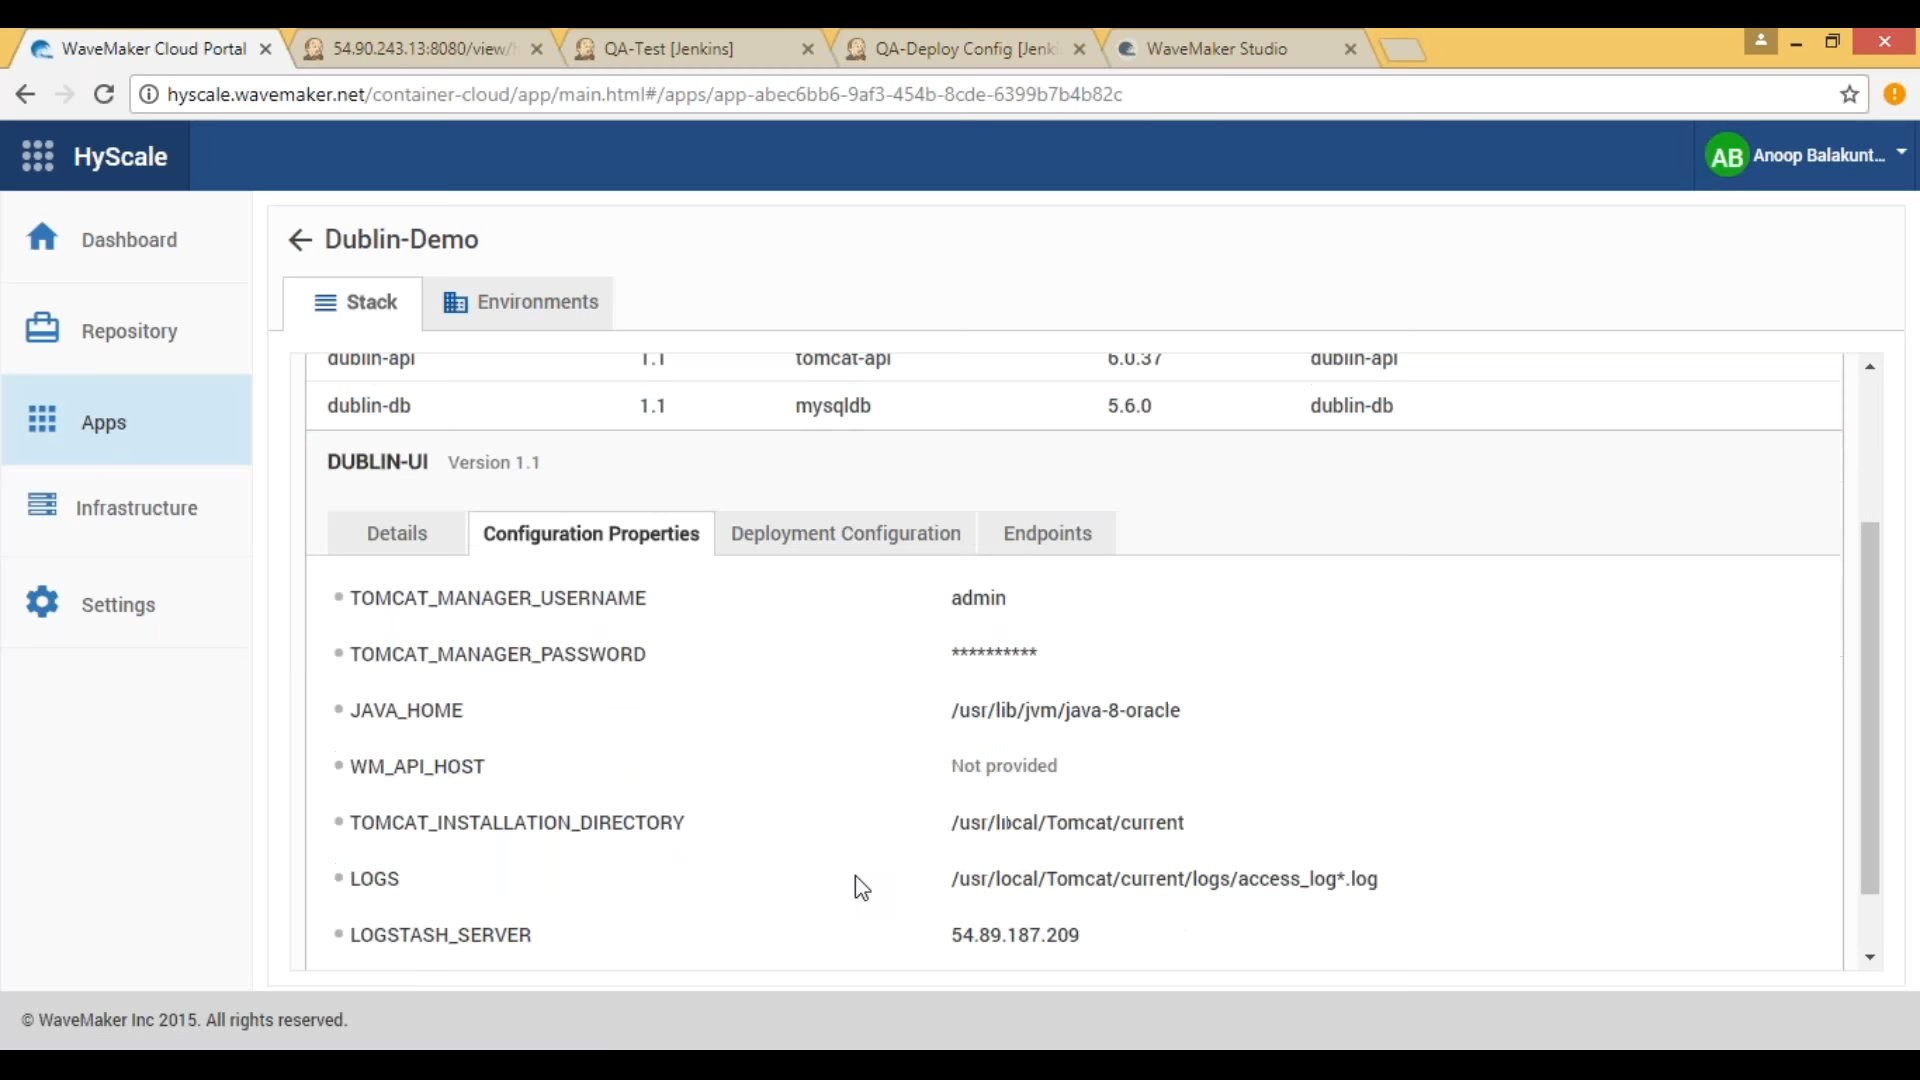 WaveMaker Cloud Portal
54.90.243.13:8080/view/
QA-Test [Jenkins]
QA-Deploy Config [Jenki
WaveMaker Studio
hyscale.wavemaker.net/container-cloud/app/main.html#/apps/app-abec6bb6-9af3-454b-8cde-6399b7b4b82c
HyScale
AB Anoop Balakunt...
Dashboard
Repository
Apps
Infrastructure
Settings
Dublin-Demo
Stack
Environments
dublin-api 1.1 tomcat-api 6.0.37 dublin-api
dublin-db 1.1 mysqldb 5.6.0 dublin-db
DUBLIN-UI Version 1.1
Details
Configuration Properties
Deployment Configuration
Endpoints
TOMCAT_MANAGER_USERNAME admin
TOMCAT_MANAGER_PASSWORD **********
JAVA_HOME /usr/lib/jvm/java-8-oracle
WM_API_HOST Not provided
TOMCAT_INSTALLATION_DIRECTORY /usr/local/Tomcat/current
LOGS /usr/local/Tomcat/current/logs/access_log*.log
LOGSTASH_SERVER 54.89.187.209
© WaveMaker Inc 2015. All rights reserved.